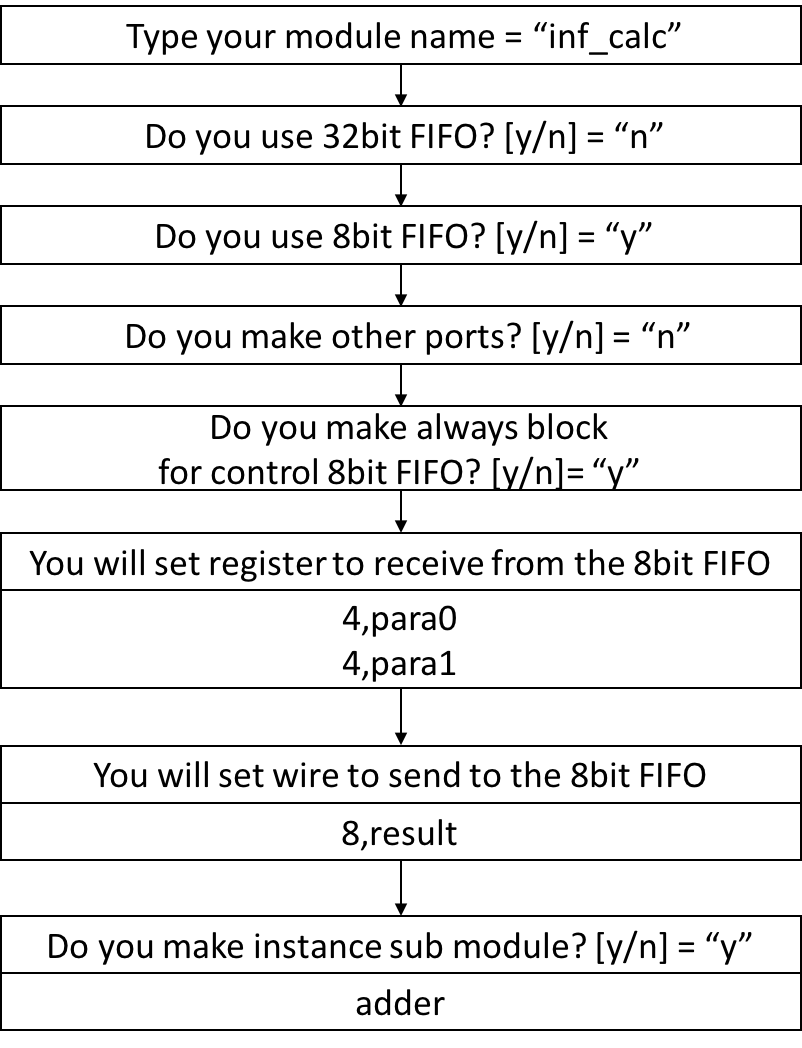 Type your module name = “inf_calc”
Do you use 32bit FIFO? [y/n] = “n”
Do you use 8bit FIFO? [y/n] = “y”
Do you make other ports? [y/n] = “n”
Do you make always block
for control 8bit FIFO? [y/n]= “y”
You will set register to receive from the 8bit FIFO
4,para0
4,para1
You will set wire to send to the 8bit FIFO
8,result
Do you make instance sub module? [y/n] = “y”
adder